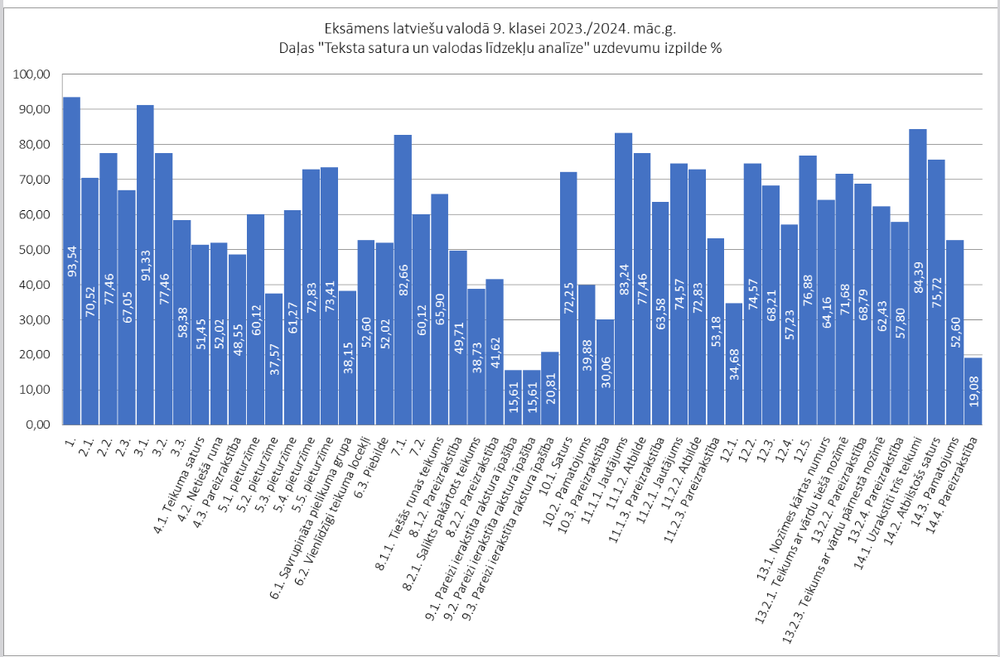 Eksāmens latviešu valodā 9. klasei 2023./2024. māc.g.
Daļas "Teksta satura un valodas līdzekļu analīze" uzdevumu izpilde %
100,00
90,00
80,00
70,00
60,00
50,00
40,00
30,00
20,00
10,00
0,00
93,54
70,52
77,46
67,05
91,33
77,46
58,38
51,45
52,02
48,55
60,12
37,57
61,27
72,83
73,41
38,15
52,60
52,02
82,66
60,12
65,90
49,71
38,73
41,62
15,61
15,61
20,81
72,25
39,88
30,06
83,24
77,46
63,58
74,57
72,83
53,18
34,68
74,57
68,21
57,23
76,88
64,16
71,68
68,79
62,43
57,80
84,39
75,72
52,60
19,08
1.
2.1.
2.2.
2.3.
3.1.
3.2.
3.3.
4.1. Teikuma saturs
4.2. Netiešā runa
4.3. Pareizrakstība
5.1. pieturzīme
5.2. pieturzīme
5.3. pieturzīme
5.4. pieturzīme
5.5. pieturzīme
6.1. Savrupināta pielikuma grupa
6.2. Vienlīdzīgi teikuma locekļi
6.3. Piebilde
7.1.
7.2.
8.1.1. Tiešās runas teikums
8.1.2. Pareizrakstība
8.2.1. Salikts pakārtots teikums
8.2.2. Pareizrakstība
9.1. Pareizi ierakstīta rakstura īpašība
9.2. Pareizi ierakstīta rakstura īpašība
9.3. Pareizi ierakstīta rakstura īpašība
10.1. Saturs
10.2. Pamatojums
10.3. Pareizrakstība
11.1.1. Jautājums
11.1.2. Atbilde
11.1.3. Pareizrakstība
11.2.1. Jautājums
11.2.2. Atbilde
11.2.3. Pareizrakstība
12.1.
12.2.
12.3.
12.4.
12.5.
13.1. Nozīmes kārtas numurs
13.2.1. Teikums ar vārdu tiešā nozīmē
13.2.2. Pareizrakstība
13.2.3. Teikums ar vārdu pārnestā nozīmē
13.2.4. Pareizrakstība
14.1. Uzrakstīti trīs teikumi
14.2. Atbilstošs saturs
14.3. Pamatojums
14.4. Pareizrakstība